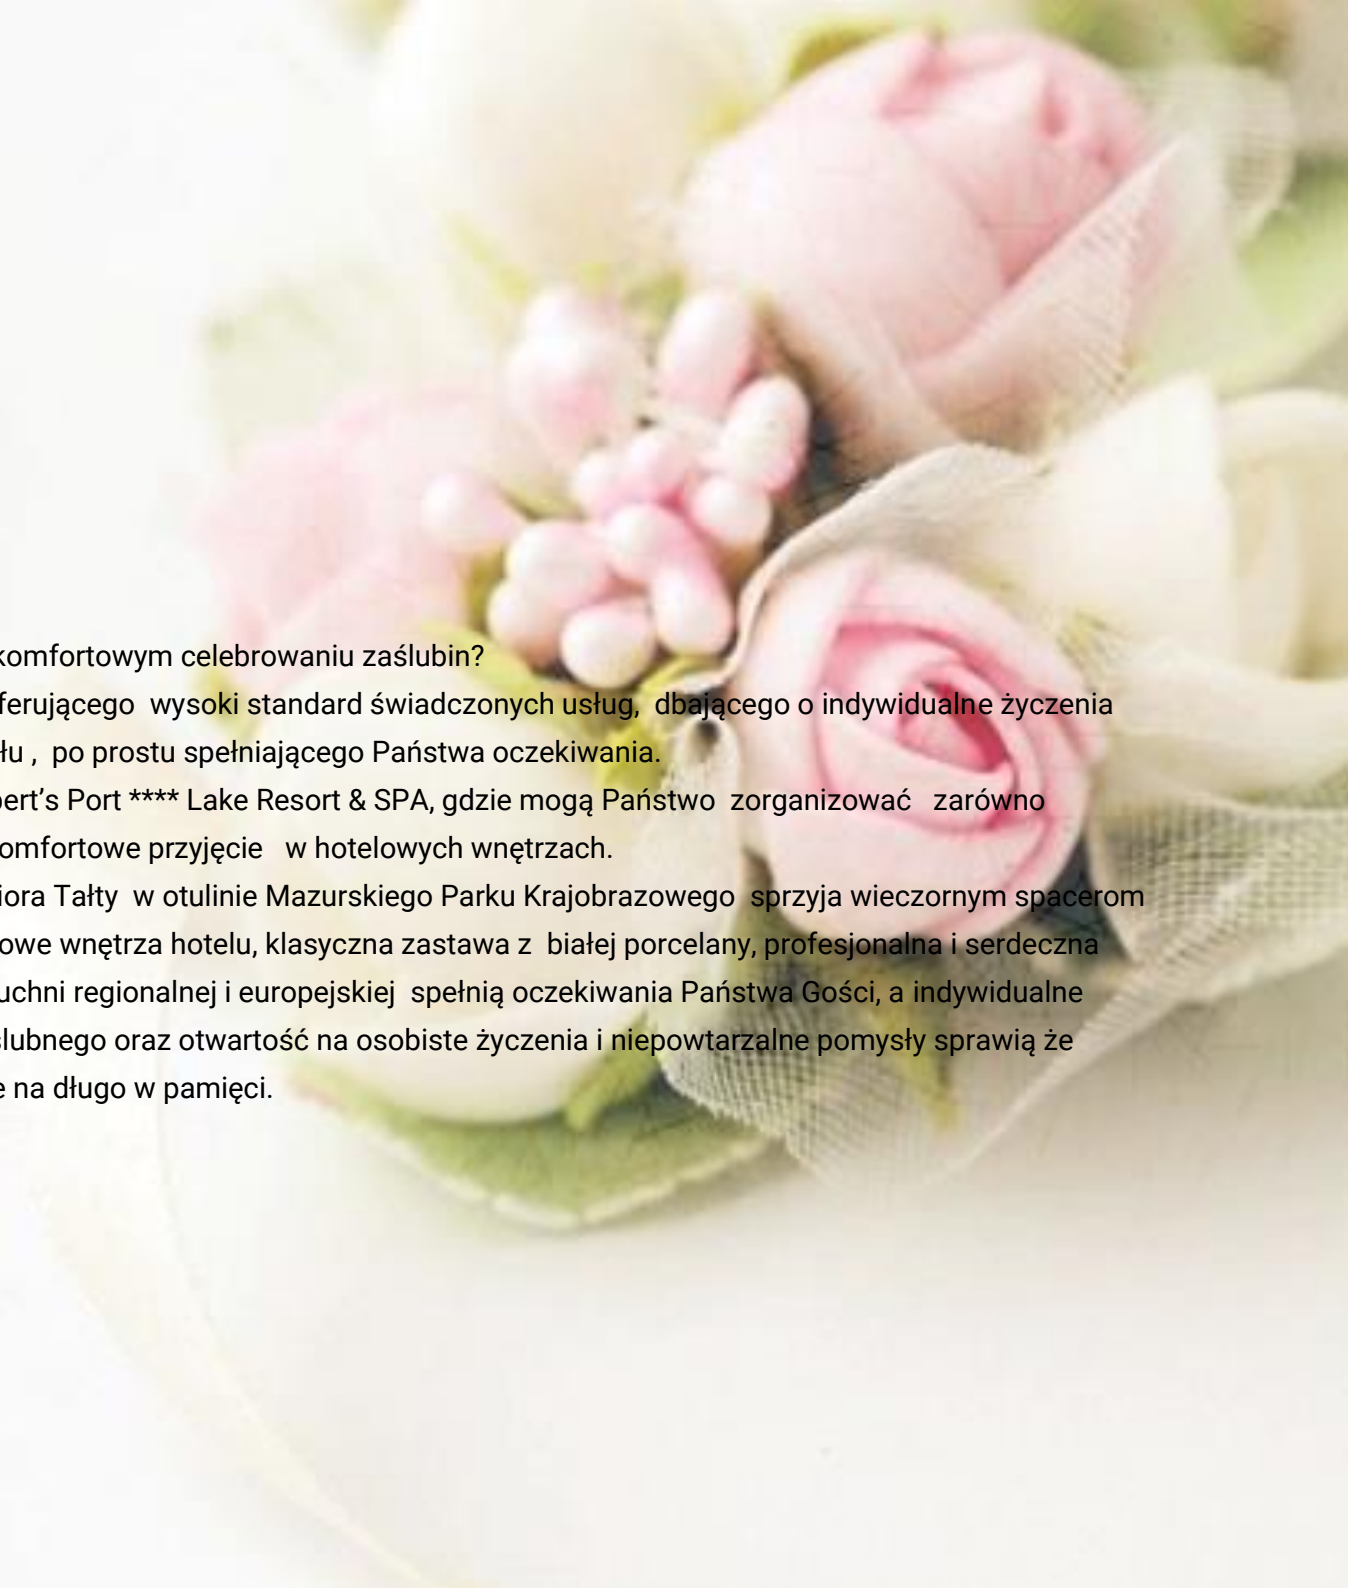 komfortowym celebrowaniu zaślubin?
ferującego wysoki standard świadczonych usług, dbającego o indywidualne życzenia
łu , po prostu spełniającego Państwa oczekiwania.
bert’s Port **** Lake Resort & SPA, gdzie mogą Państwo zorganizować zarówno
omfortowe przyjęcie w hotelowych wnętrzach.
iora Tałty w otulinie Mazurskiego Parku Krajobrazowego sprzyja wieczornym spacerom
owe wnętrza hotelu, klasyczna zastawa z białej porcelany, profesjonalna i serdeczna
uchni regionalnej i europejskiej spełnią oczekiwania Państwa Gości, a indywidualne
ślubnego oraz otwartość na osobiste życzenia i niepowtarzalne pomysły sprawią że
e na długo w pamięci.